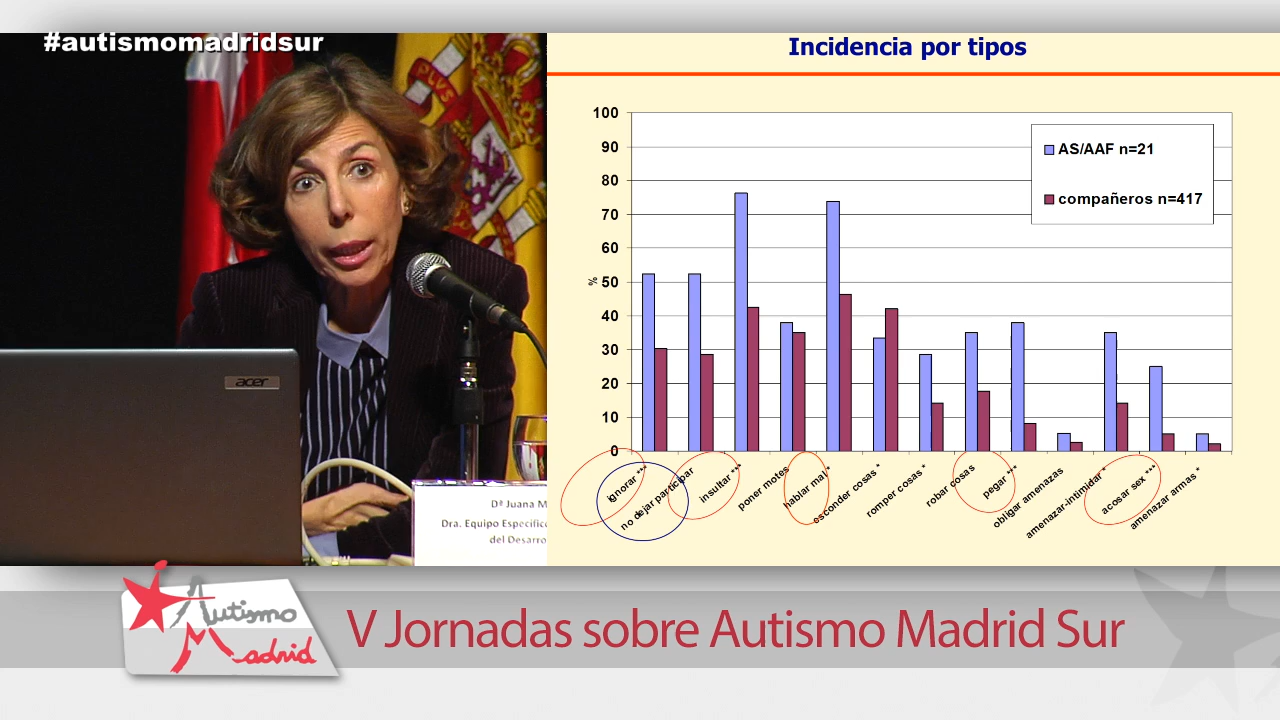 #autismomadridsur
PLVS
acer
Dª Juana M
Dra. Equipo Específico
del Desarro
Incidencia por tipos
100
90
80
70
60
50
40
30
20
10
0
%
AS/AAF n=21
compañeros n=417
ignorar ***
no dejar participar
insultar ***
poner motes
hablar mal *
esconder cosas *
romper cosas *
robar cosas
pegar ***
obligar amenazas
amenazar-intimidar *
acosar sex ***
amenazar armas *
Autismo
Madrid
V Jornadas sobre Autismo Madrid Sur